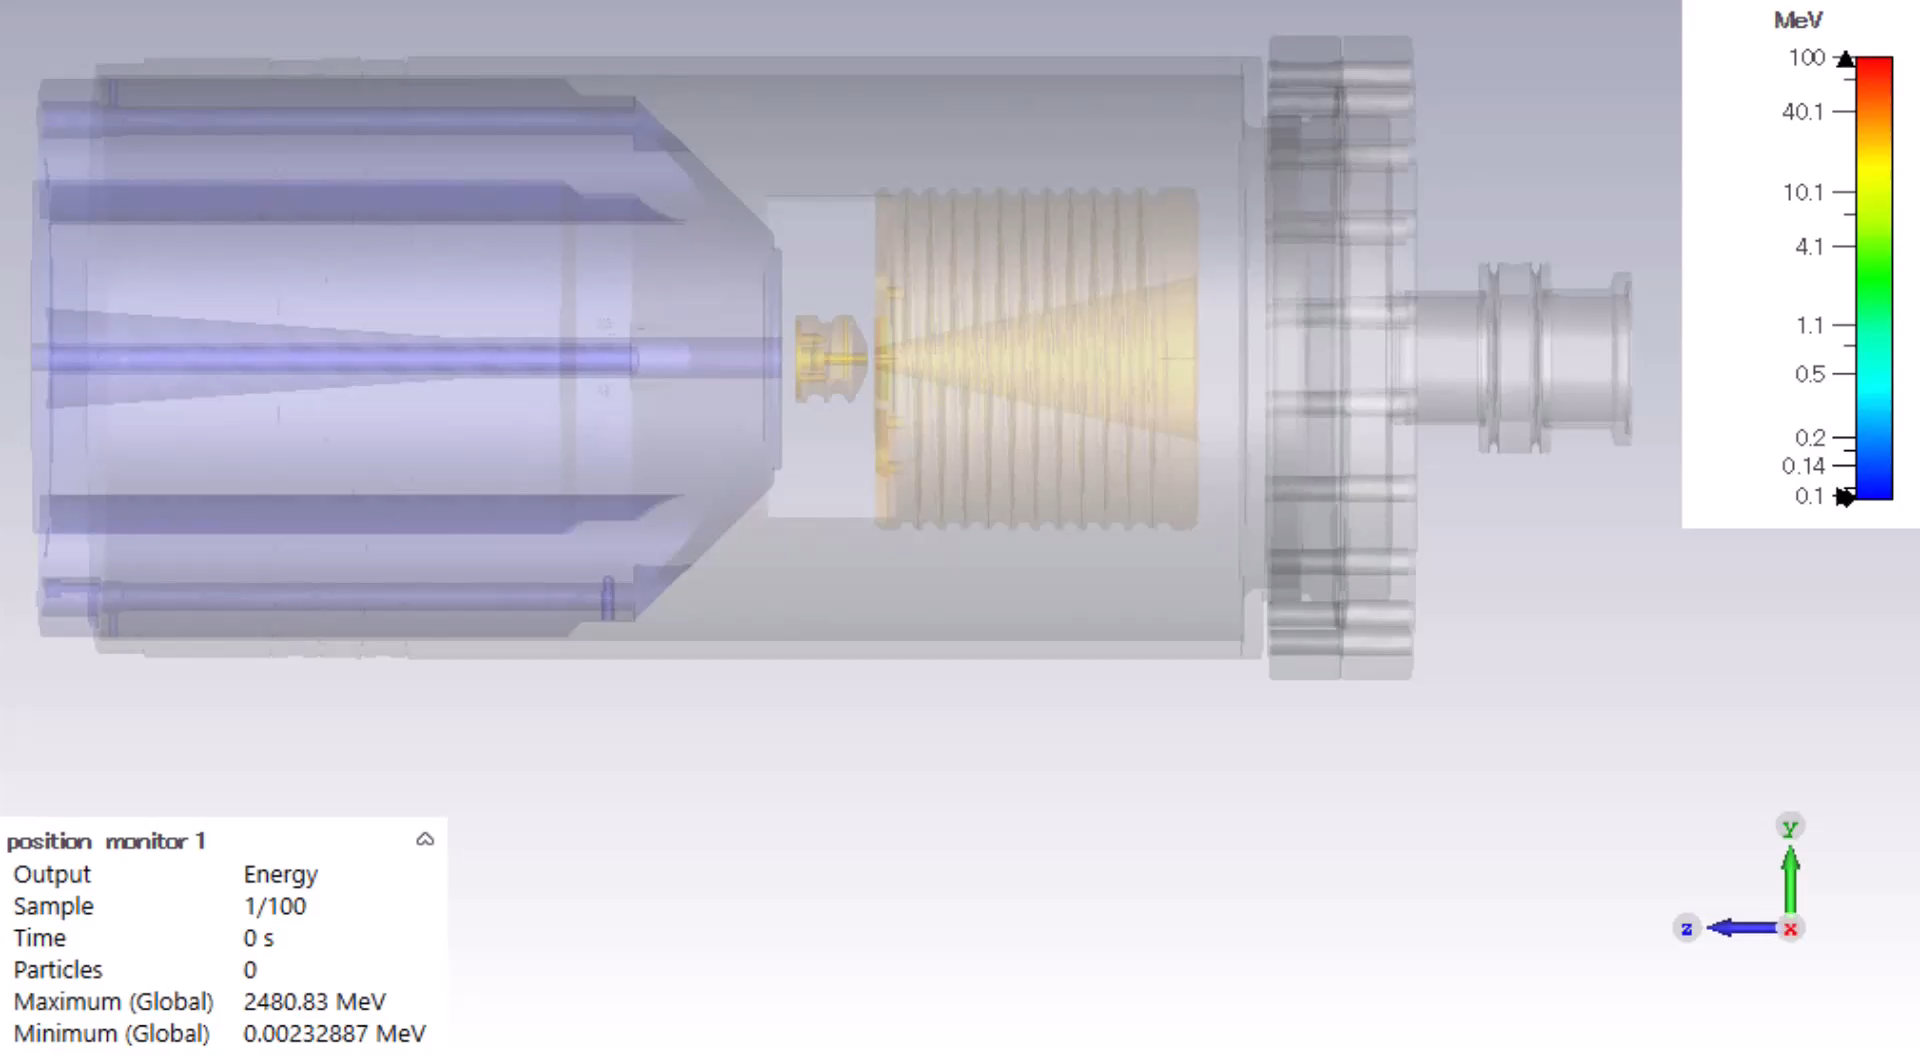 MeV
100
40.1
10.1
4.1
1.1
0.5
0.2
0.14
0.1
position monitor 1
Output Energy
Sample 1/100
Time 0 s
Particles 0
Maximum (Global) 2480.83 MeV
Minimum (Global) 0.00232887 MeV
y
z
x